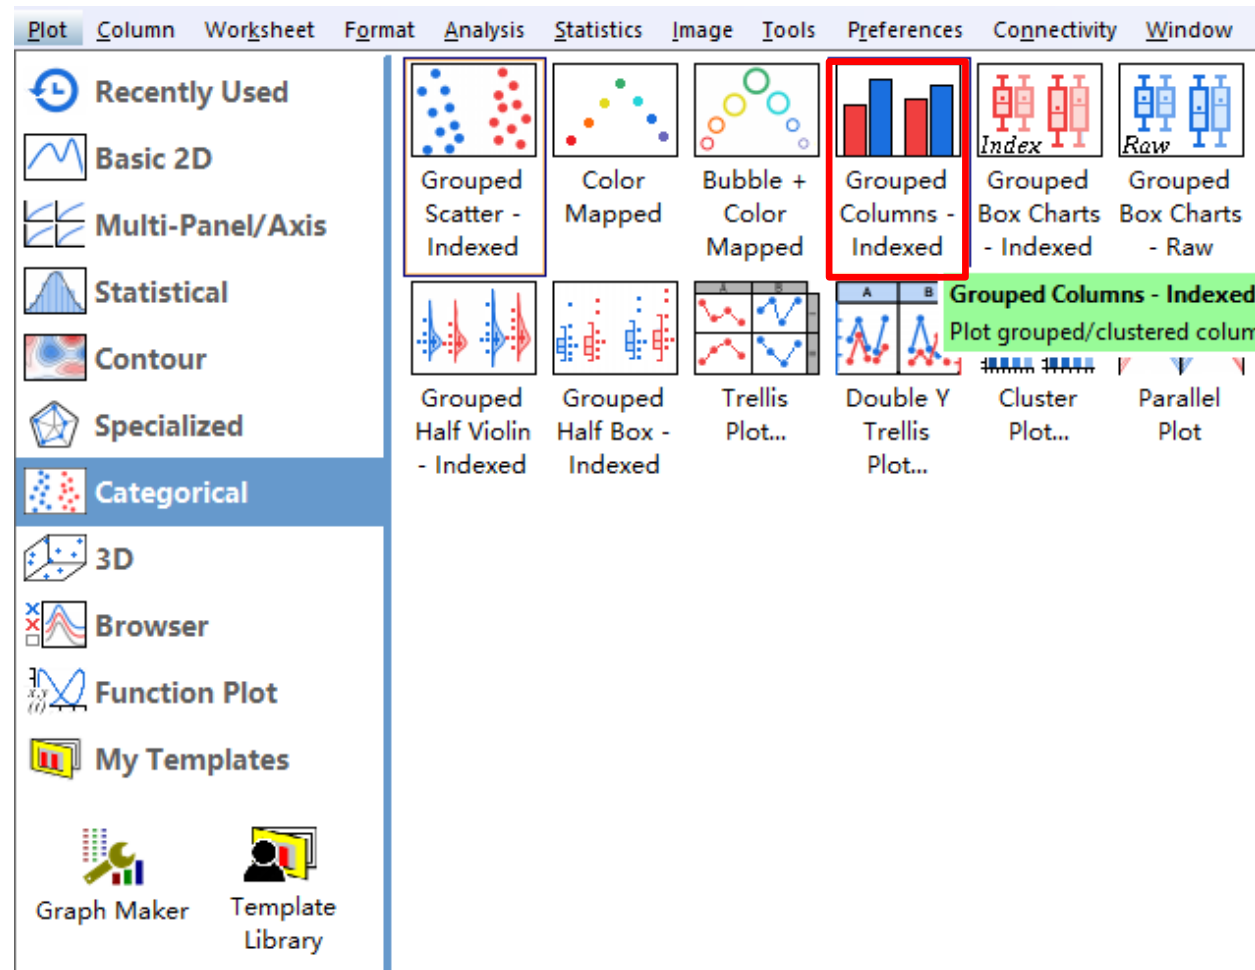 Plot Column Worksheet Format Analysis Statistics Image Tools Preferences Connectivity Window
Recently Used
Basic 2D
Multi-Panel/Axis
Statistical
Contour
Specialized
Categorical
3D
Browser
Function Plot
My Templates
Graph Maker
Template
Library
Grouped
Scatter -
Indexed
Color
Mapped
Bubble +
Color
Mapped
Grouped
Columns -
Indexed
Index
Grouped
Box Charts
- Indexed
Raw
Grouped
Box Charts
- Raw
Grouped Columns - Indexed
Plot grouped/clustered colum
Grouped
Half Violin
- Indexed
Grouped
Half Box -
Indexed
A B
Trellis
Plot...
A B
Double Y
Trellis
Plot...
Cluster
Plot...
Parallel
Plot